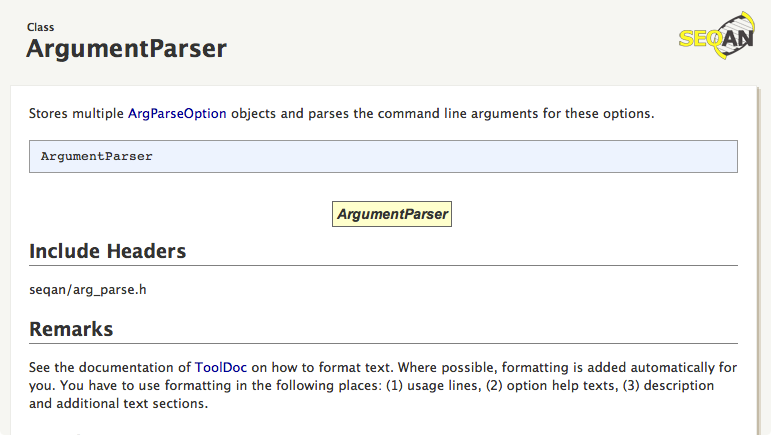 Class
ArgumentParser
SEQAN
Stores multiple ArgParseOption objects and parses the command line arguments for these options.
ArgumentParser
ArgumentParser
Include Headers
seqan/arg_parse.h
Remarks
See the documentation of ToolDoc on how to format text. Where possible, formatting is added automatically for
you. You have to use formatting in the following places: (1) usage lines, (2) option help texts, (3) description
and additional text sections.